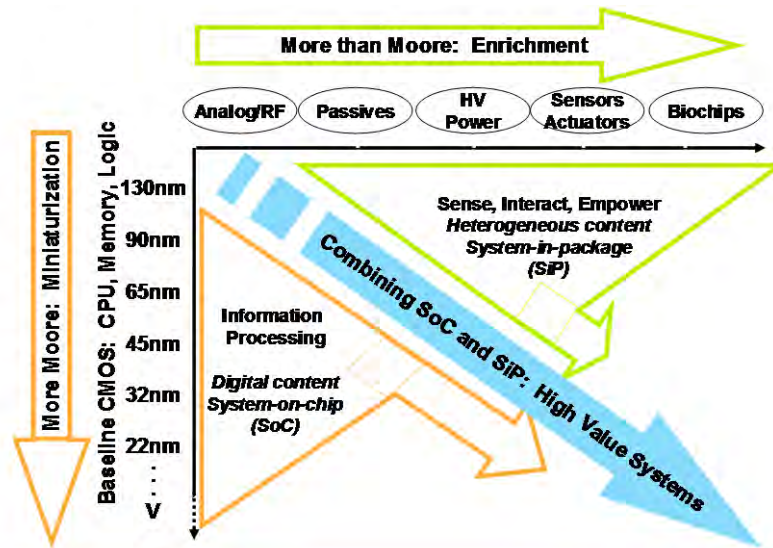 More than Moore: Enrichment
Analog/RF
Passives
HV
Power
Sensors
Actuators
Biochips
More Moore: Miniaturization
Baseline CMOS: CPU, Memory, Logic
130nm
90nm
65nm
45nm
32nm
22nm
V
Sense, Interact, Empower
Heterogeneous content
System-in-package
(SiP)
Combining SoC and SiP: High Value Systems
Information
Processing
Digital content
System-on-chip
(SoC)